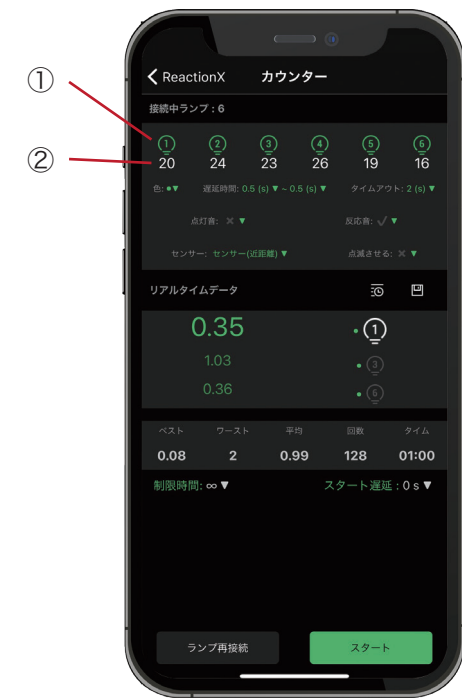 ①
②
ReactionX カウンター
接続中ランプ : 6
1 2 3 4 5 6
20 24 23 26 19 16
色: ●▼ 遅延時間: 0.5 (s) ▼ ~ 0.5 (s) ▼ タイムアウト: 2 (s) ▼
点灯音: ✕ ▼ 反応音: ✓ ▼
センサー: センサー(近距離) ▼ 点滅させる: ✕ ▼
リアルタイムデータ
0.35 1
1.03 3
0.36 6
ベスト ワースト 平均 回数 タイム
0.08 2 0.99 128 01:00
制限時間: ∞ ▼ スタート遅延 : 0 s ▼
ランプ再接続 スタート